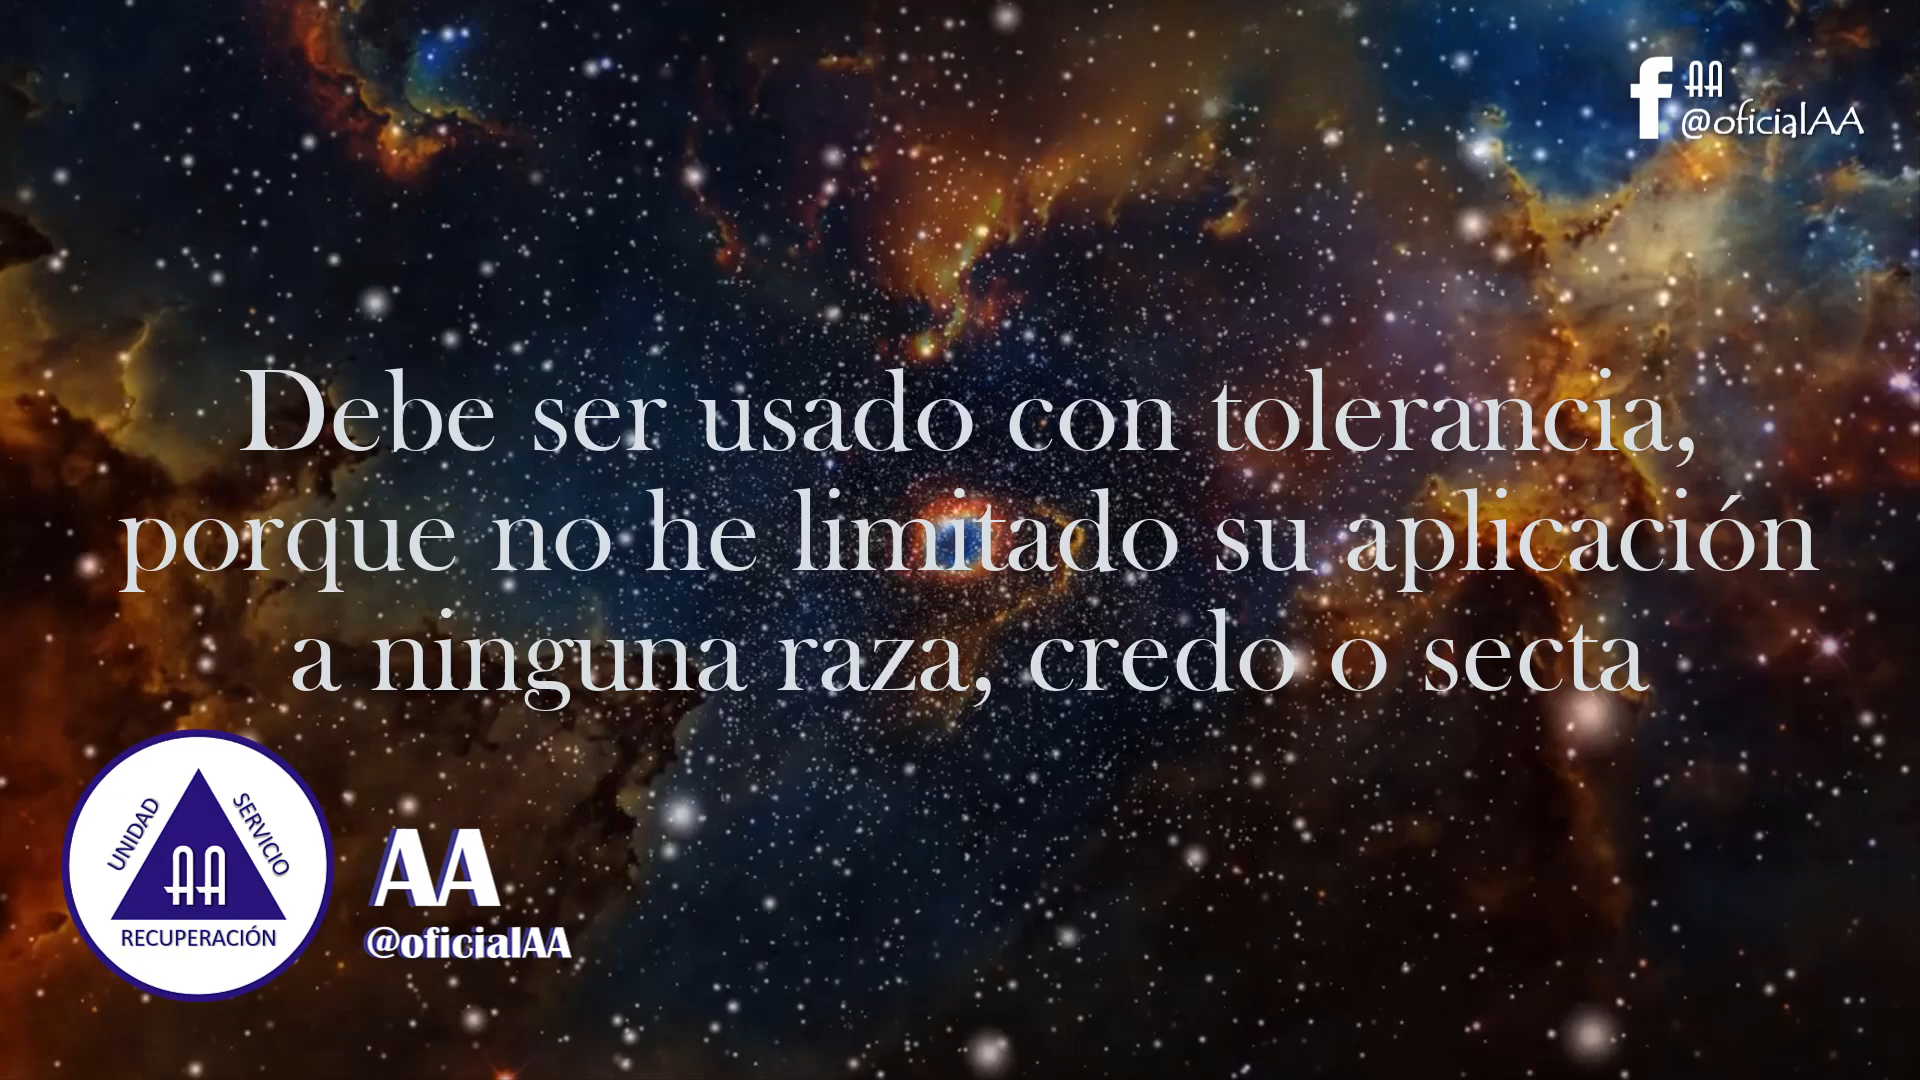 AA
@oficialAA
Debe ser usado con tolerancia,
porque no he limitado su aplicación
a ninguna raza, credo o secta
UNIDAD
SERVICIO
AA
RECUPERACIÓN
AA
@oficialAA